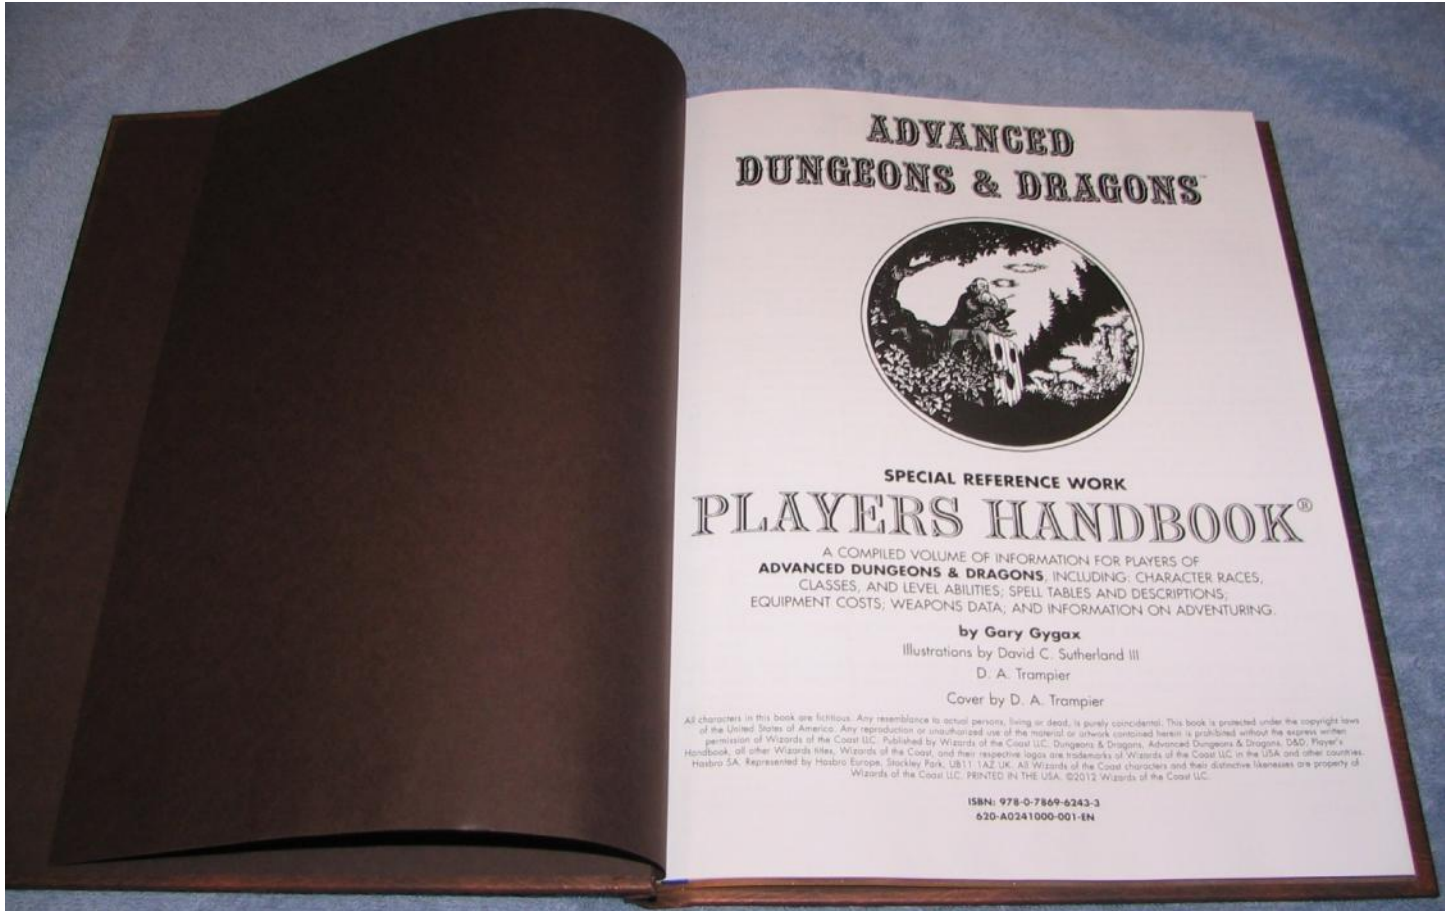 ADVANCED
DUNGEONS & DRAGONS™
SPECIAL REFERENCE WORK
PLAYERS HANDBOOK®
A COMPILED VOLUME OF INFORMATION FOR PLAYERS OF
ADVANCED DUNGEONS & DRAGONS, INCLUDING: CHARACTER RACES,
CLASSES, AND LEVEL ABILITIES; SPELL TABLES AND DESCRIPTIONS;
EQUIPMENT COSTS; WEAPONS DATA; AND INFORMATION ON ADVENTURING.
by Gary Gygax
Illustrations by David C. Sutherland III
D. A. Trampier
Cover by D. A. Trampier
All characters in this book are fictitious. Any resemblance to actual persons, living or dead, is purely coincidental. This book is protected under the copyright laws
of the United States of America. Any reproduction or unauthorized use of the material or artwork contained herein is prohibited without the express written
permission of Wizards of the Coast LLC. Published by Wizards of the Coast LLC. Dungeons & Dragons, Advanced Dungeons & Dragons, D&D, Player's
Handbook, all other Wizards titles, Wizards of the Coast, and their respective logos are trademarks of Wizards of the Coast LLC in the USA and other countries.
Hasbro SA. Represented by Hasbro Europe, Stockley Park, UB11 1AZ UK. All Wizards of the Coast characters and their distinctive likenesses are property of
Wizards of the Coast LLC. PRINTED IN THE USA. ©2012 Wizards of the Coast LLC.
ISBN: 978-0-7869-6243-3
620-A0241000-001-EN